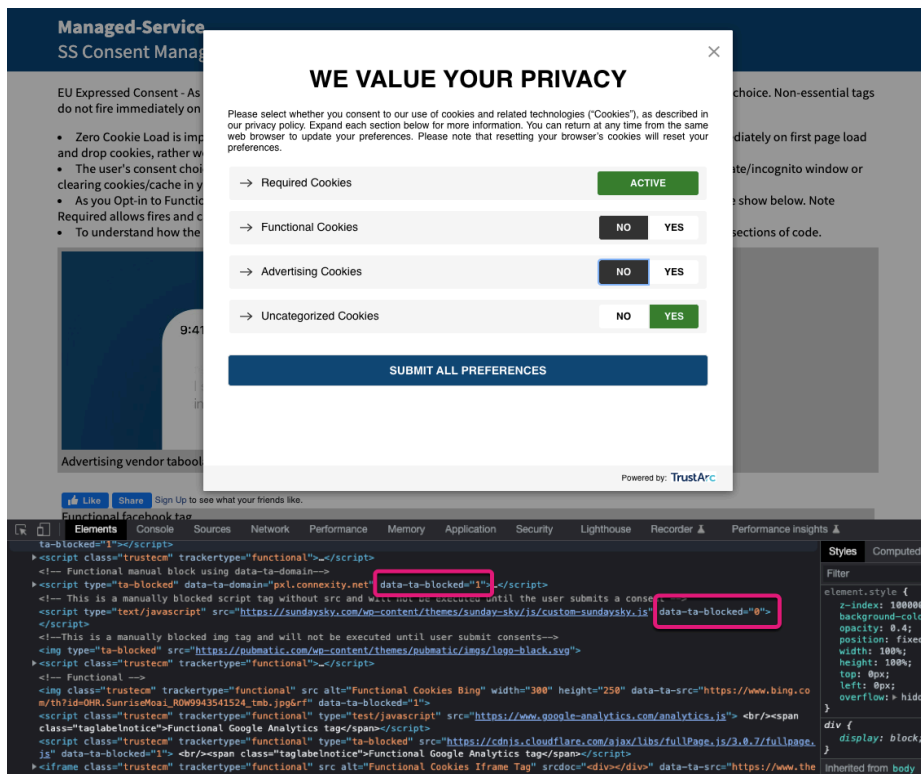 Managed-Service
SS Consent Manag
×
WE VALUE YOUR PRIVACY
EU Expressed Consent - As
choice. Non-essential tags
do not fire immediately on
Please select whether you consent to our use of cookies and related technologies (“Cookies”), as described in
our privacy policy. Expand each section below for more information. You can return at any time from the same
web browser to update your preferences. Please note that resetting your browser's cookies will reset your
preferences.
• Zero Cookie Load is imp
diately on first page load
and drop cookies, rather w
• The user's consent choi
ate/incognito window or
clearing cookies/cache in y
• As you Opt-in to Functio
e show below. Note
Required allows fires and c
• To understand how the
sections of code.
→ Required Cookies ACTIVE
→ Functional Cookies NO YES
→ Advertising Cookies NO YES
→ Uncategorized Cookies NO YES
9:41
SUBMIT ALL PREFERENCES
in
Advertising vendor tabool
Powered by: TrustArc
Like Share Sign Up to see what your friends like.
Functional facebook tag
Elements Console Sources Network Performance Memory Application Security Lighthouse Recorder Performance insights
ta-blocked="1"></script>
<script class="trustecm" trackertype="functional">…</script>
<!-- Functional manual block using data-ta-domain-->
<script type="ta-blocked" data-ta-domain="pxl.connexity.net" data-ta-blocked="1">…</script>
<!-- This is a manually blocked script tag without src and will not be executed until the user submits a consent -->
<script type="text/javascript" src="https://sundaysky.com/wp-content/themes/sunday-sky/js/custom-sundaysky.js" data-ta-blocked="0">
</script>
<!--This is a manually blocked img tag and will not be executed until user submit consents-->
<img type="ta-blocked" src="https://pubmatic.com/wp-content/themes/pubmatic/imgs/logo-black.svg">
<script class="trustecm" trackertype="functional">…</script>
<!-- Functional -->
<img class="trustecm" trackertype="functional" src alt="Functional Cookies Bing" width="300" height="250" data-ta-src="https://www.bing.co
m/th?id=OHR.SunriseMoai_ROW9943541524_tmb.jpg&rf" data-ta-blocked="1">
<script class="trustecm" trackertype="functional" type="text/javascript" src="https://www.google-analytics.com/analytics.js"> <br/><span
class="taglabelnotice">Functional Google Analytics tag</span></script>
<script class="trustecm" trackertype="functional" type="ta-blocked" src="https://cdnjs.cloudflare.com/ajax/libs/fullPage.js/3.0.7/fullpage.
js" data-ta-blocked="1"> <br/><span class="taglabelnotice">Functional Google Analytics tag</span></script>
<iframe class="trustecm" trackertype="functional" src alt="Functional Cookies Iframe Tag" srcdoc="<div></div>" data-ta-src="https://www.the
Styles Computed
Filter
element.style {
z-index: 100000
background-colo
opacity: 0.4;
position: fixed
width: 100%;
height: 100%;
top: 0px;
left: 0px;
overflow: hidd
}
div {
display: block;
}
Inherited from body